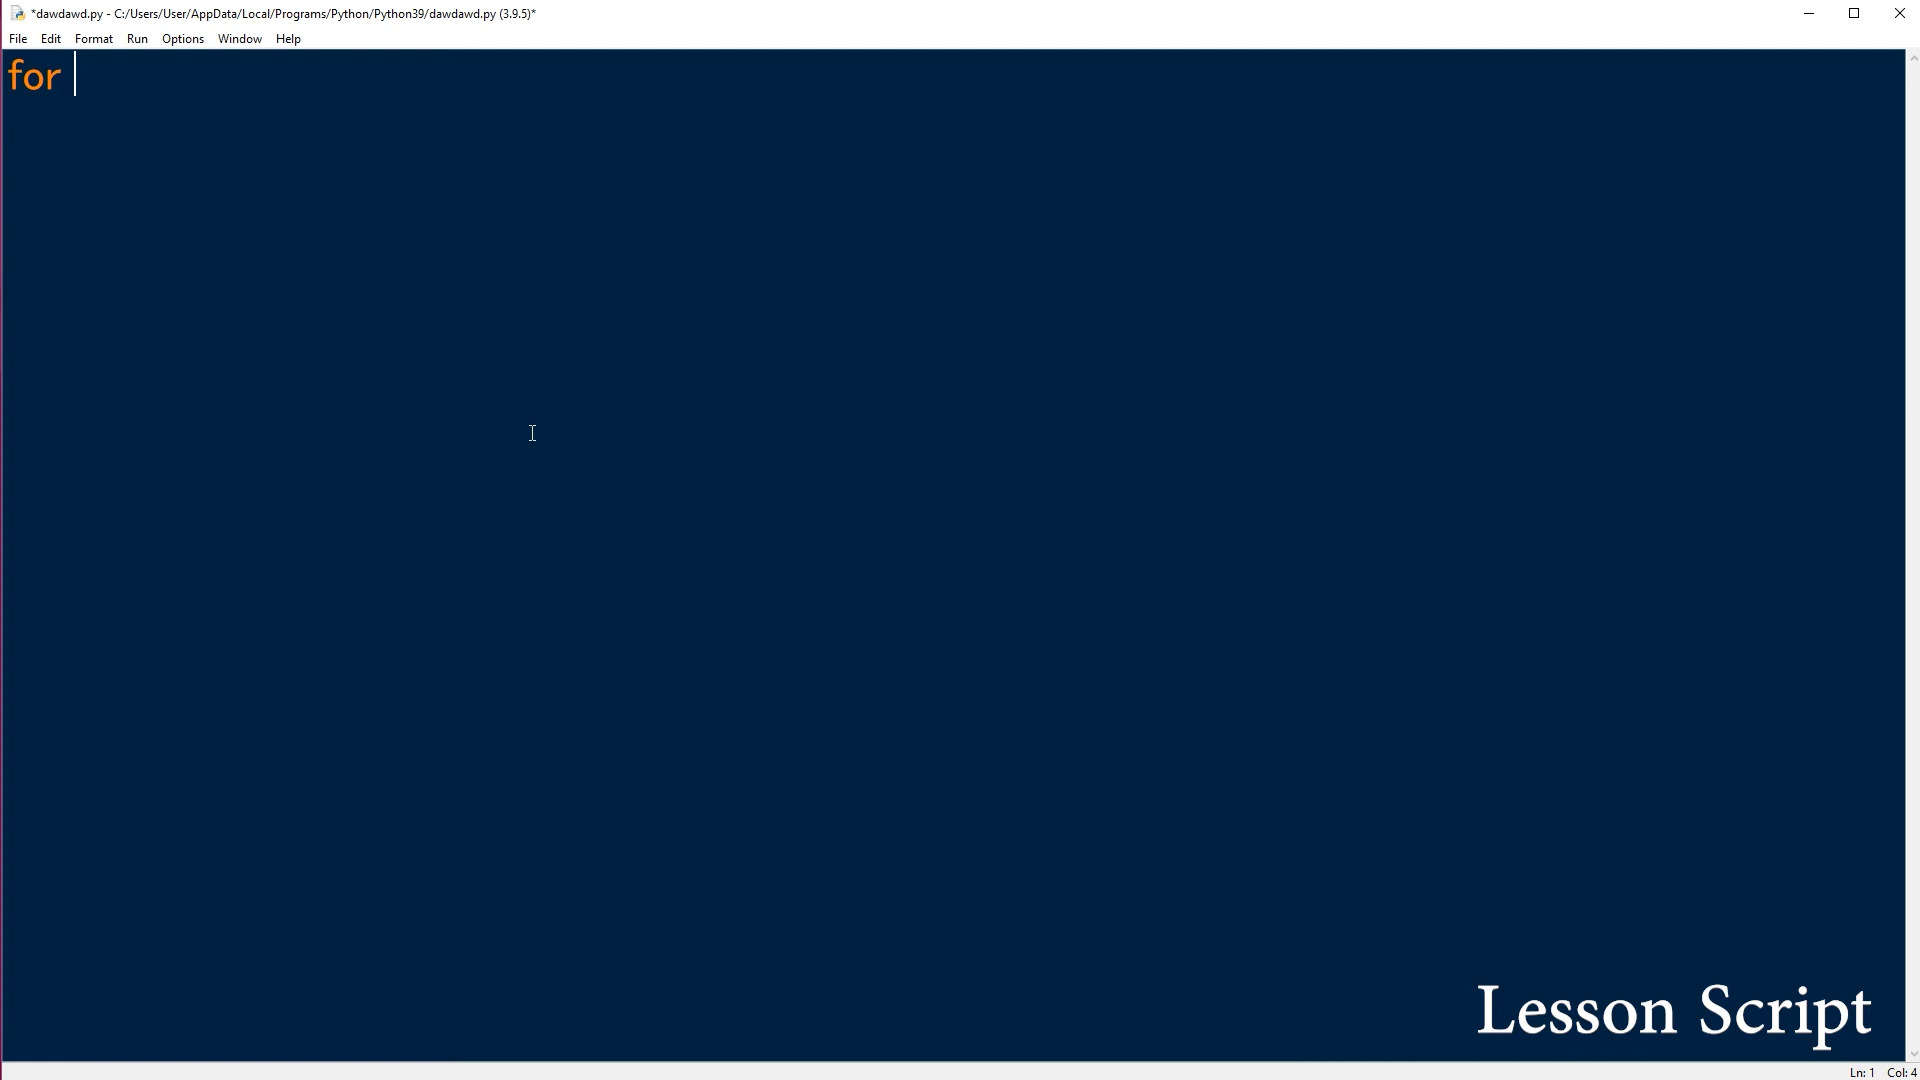 *dawdawd.py - C:/Users/User/AppData/Local/Programs/Python/Python39/dawdawd.py (3.9.5)*
File Edit Format Run Options Window Help
for
Lesson Script
Ln: 1 Col: 4